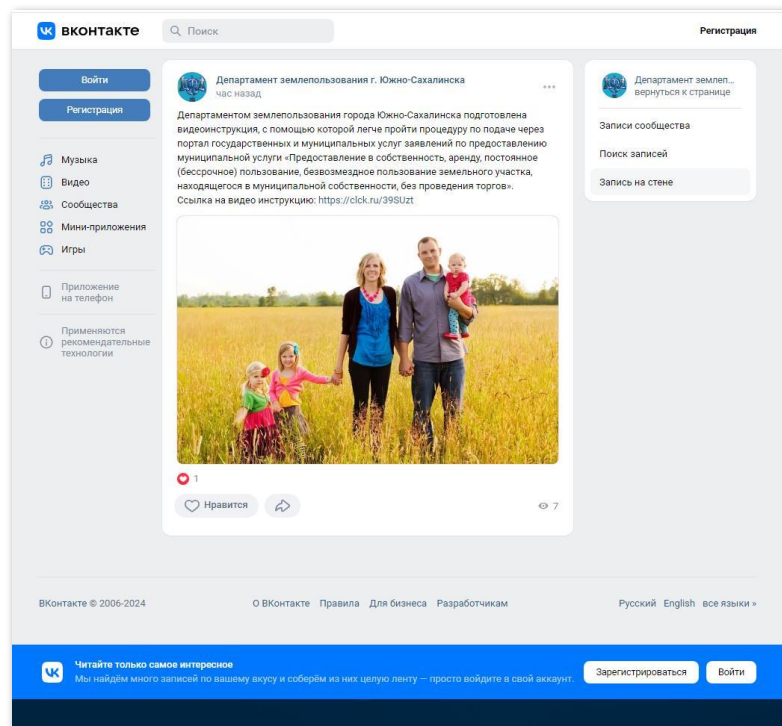 вконтакте
Поиск
Регистрация
Войти
Регистрация
Музыка
Видео
Сообщества
Мини-приложения
Игры
Приложение
на телефон
Применяются
рекомендательные
технологии
Департамент землепользования г. Южно-Сахалинска
час назад
Департаментом землепользования города Южно-Сахалинска подготовлена
видеоинструкция, с помощью которой легче пройти процедуру по подаче через
портал государственных и муниципальных услуг заявлений по предоставлению
муниципальной услуги «Предоставление в собственность, аренду, постоянное
(бессрочное) пользование, безвозмездное пользование земельного участка,
находящегося в муниципальной собственности, без проведения торгов».
Ссылка на видео инструкцию: https://clck.ru/39SUzt
1
Нравится
7
Департамент землеп...
вернуться к странице
Записи сообщества
Поиск записей
Запись на стене
ВКонтакте © 2006-2024
О ВКонтакте Правила Для бизнеса Разработчикам
Русский English все языки »
Читайте только самое интересное
Мы найдём много записей по вашему вкусу и соберём из них целую ленту — просто войдите в свой аккаунт.
Зарегистрироваться
Войти